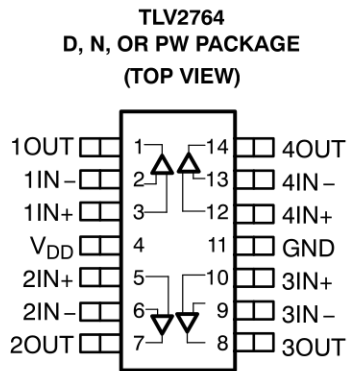 TLV2764
D, N, OR PW PACKAGE
(TOP VIEW)
1OUT 1 14 4OUT
1IN− 2 13 4IN−
1IN+ 3 12 4IN+
VDD 4 11 GND
2IN+ 5 10 3IN+
2IN− 6 9 3IN−
2OUT 7 8 3OUT